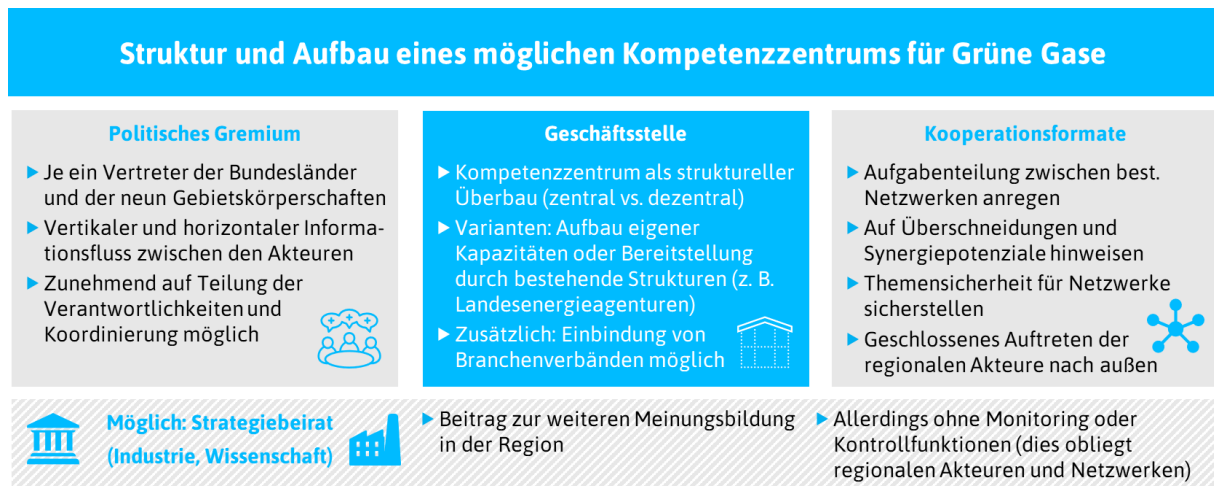 Struktur und Aufbau eines möglichen Kompetenzzentrums für Grüne Gase
Politisches Gremium
Je ein Vertreter der Bundesländer
und der neun Gebietskörperschaften
Vertikaler und horizontaler Informa-
tionsfluss zwischen den Akteuren
Zunehmend auf Teilung der
Verantwortlichkeiten und
Koordinierung möglich
Geschäftsstelle
Kompetenzzentrum als struktureller
Überbau (zentral vs. dezentral)
Varianten: Aufbau eigener
Kapazitäten oder Bereitstellung
durch bestehende Strukturen (z. B.
Landesenergieagenturen)
Zusätzlich: Einbindung von
Branchenverbänden möglich
Kooperationsformate
Aufgabenteilung zwischen best.
Netzwerken anregen
Auf Überschneidungen und
Synergiepotenziale hinweisen
Themensicherheit für Netzwerke
sicherstellen
Geschlossenes Auftreten der
regionalen Akteure nach außen
Möglich: Strategiebeirat
(Industrie, Wissenschaft)
Beitrag zur weiteren Meinungsbildung
in der Region
Allerdings ohne Monitoring oder
Kontrollfunktionen (dies obliegt
regionalen Akteuren und Netzwerken)